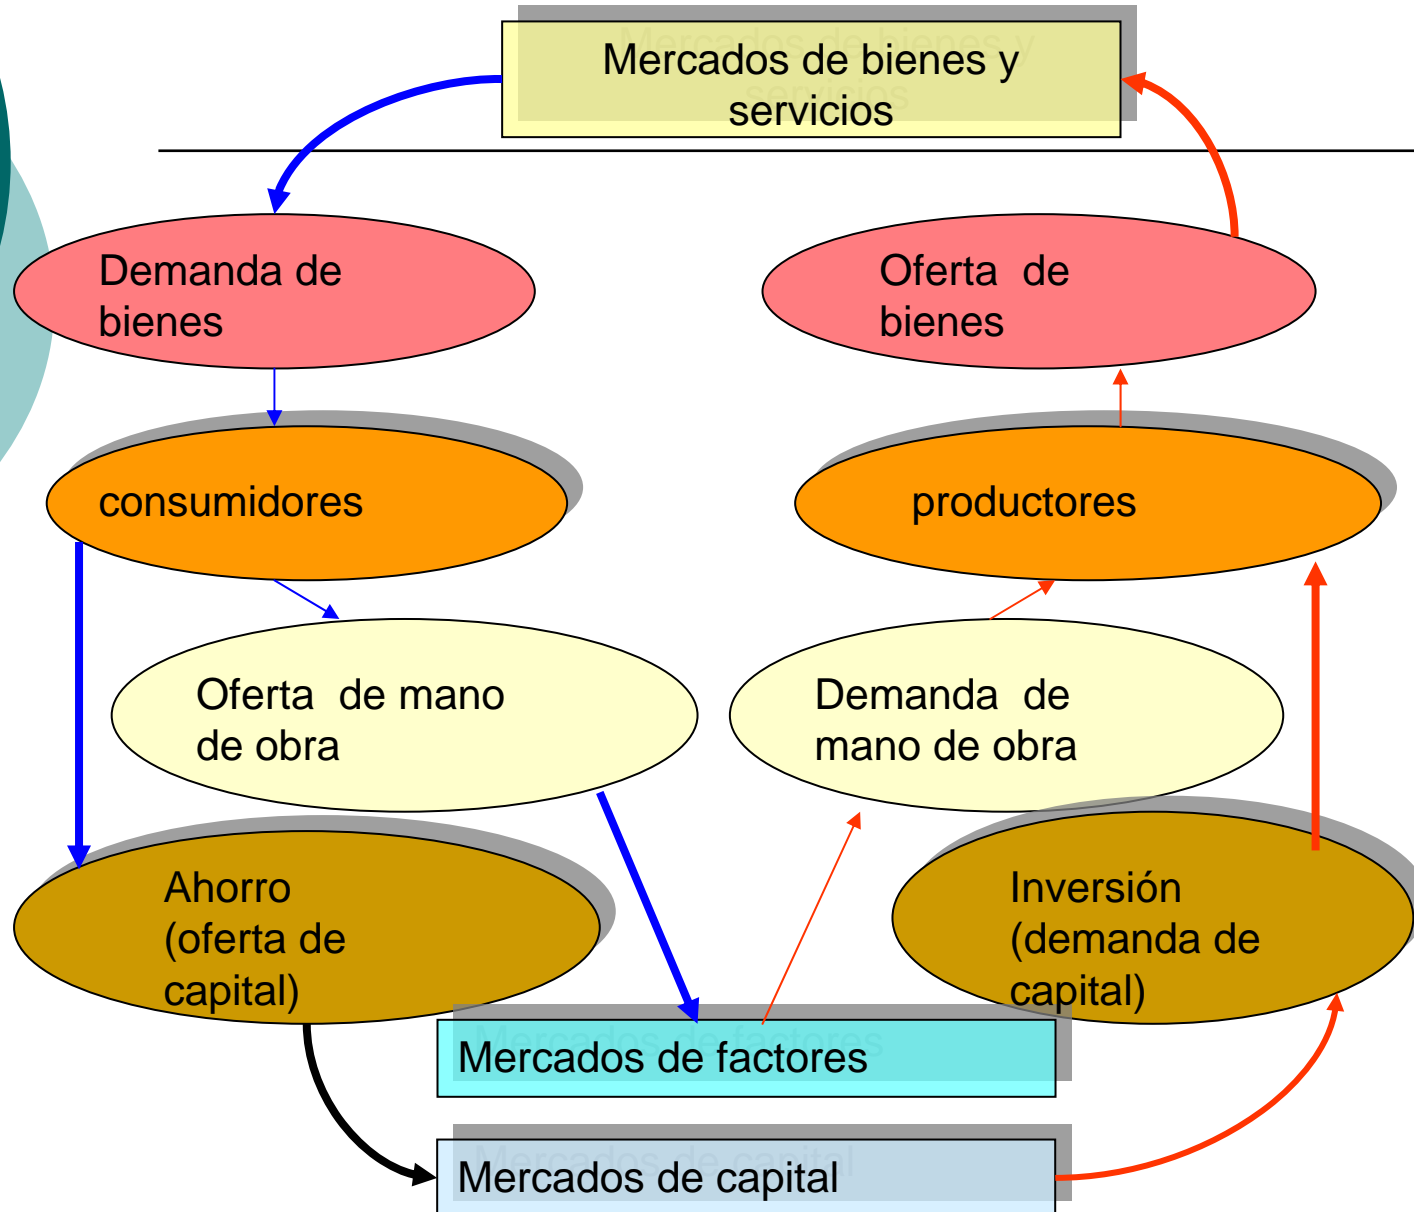 Mercados de bienes y
servicios
Demanda de
bienes
Oferta  de
bienes
consumidores
productores
Oferta  de mano
de obra
Demanda  de
mano de obra
Ahorro
(oferta de
capital)
Inversión
(demanda de
capital)
Mercados de factores
Mercados de capital